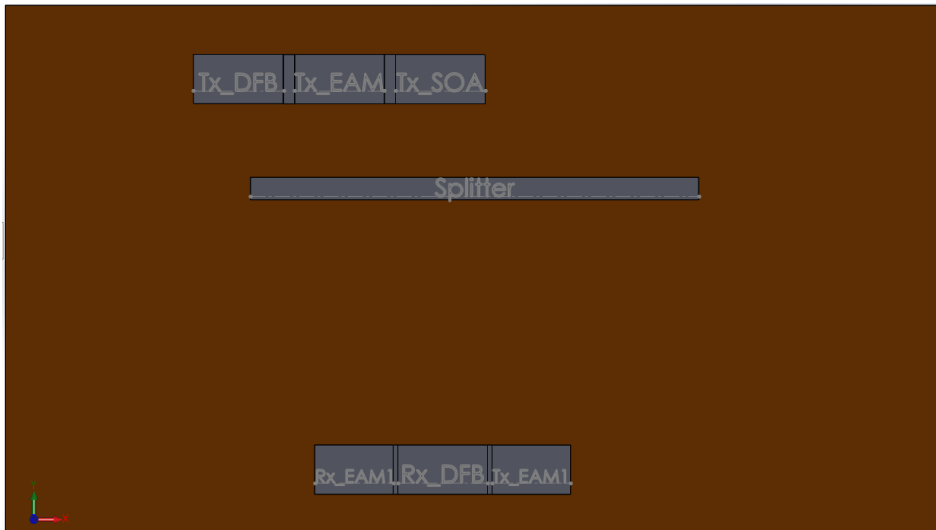 Tx_DFB Tx_EAM Tx_SOA
Splitter
Rx_EAM1 Rx_DFB Tx_EAM1
Y
X